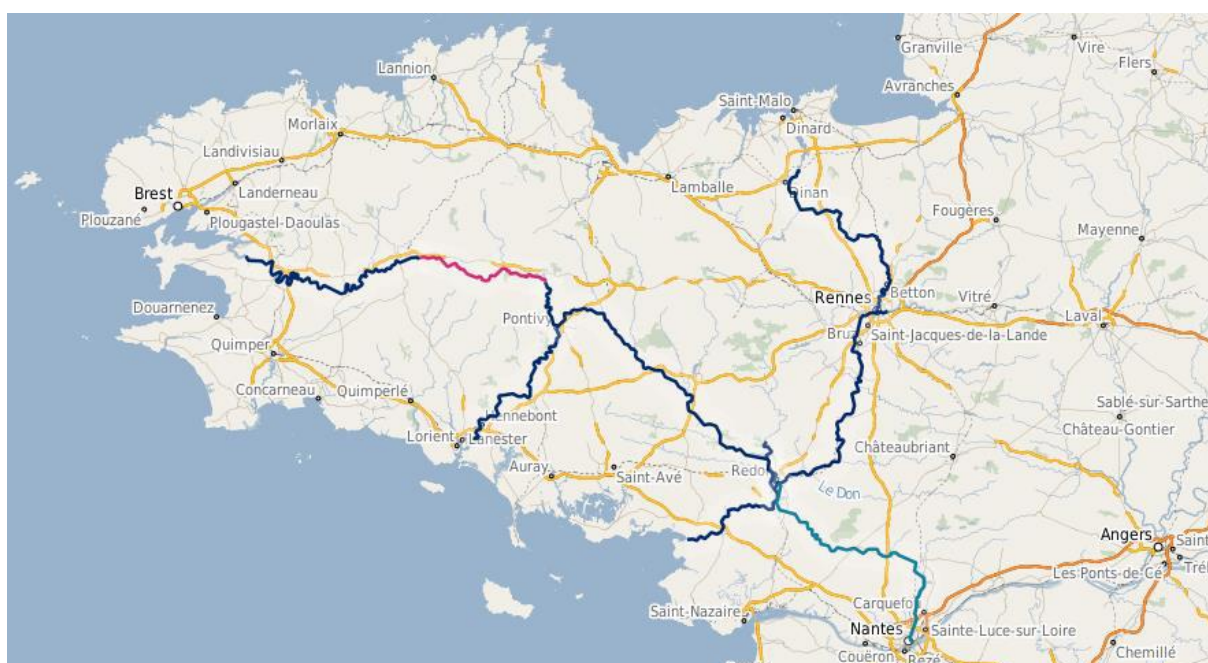 Granville
Vire
Flers
Lannion
Avranches
Saint-Malo
Dinard
Morlaix
Landivisiau
Landerneau
Lamballe
Dinan
Brest
Plouzané
Plougastel-Daoulas
Fougères
Mayenne
Douarnenez
Rennes
Betton
Vitré
Pontivy
Bruz
Saint-Jacques-de-la-Lande
Laval
Quimper
Concarneau
Quimperlé
Hennebont
Sablé-sur-Sarthe
Château-Gontier
Lorient
Lanester
Châteaubriant
Auray
Saint-Avé
Redon
Le Don
Angers
Saint
Les Ponts-de-Cé
Tré
Saint-Nazaire
Carquefou
Nantes
Sainte-Luce-sur-Loire
Couëron
Rezé
Chemillé